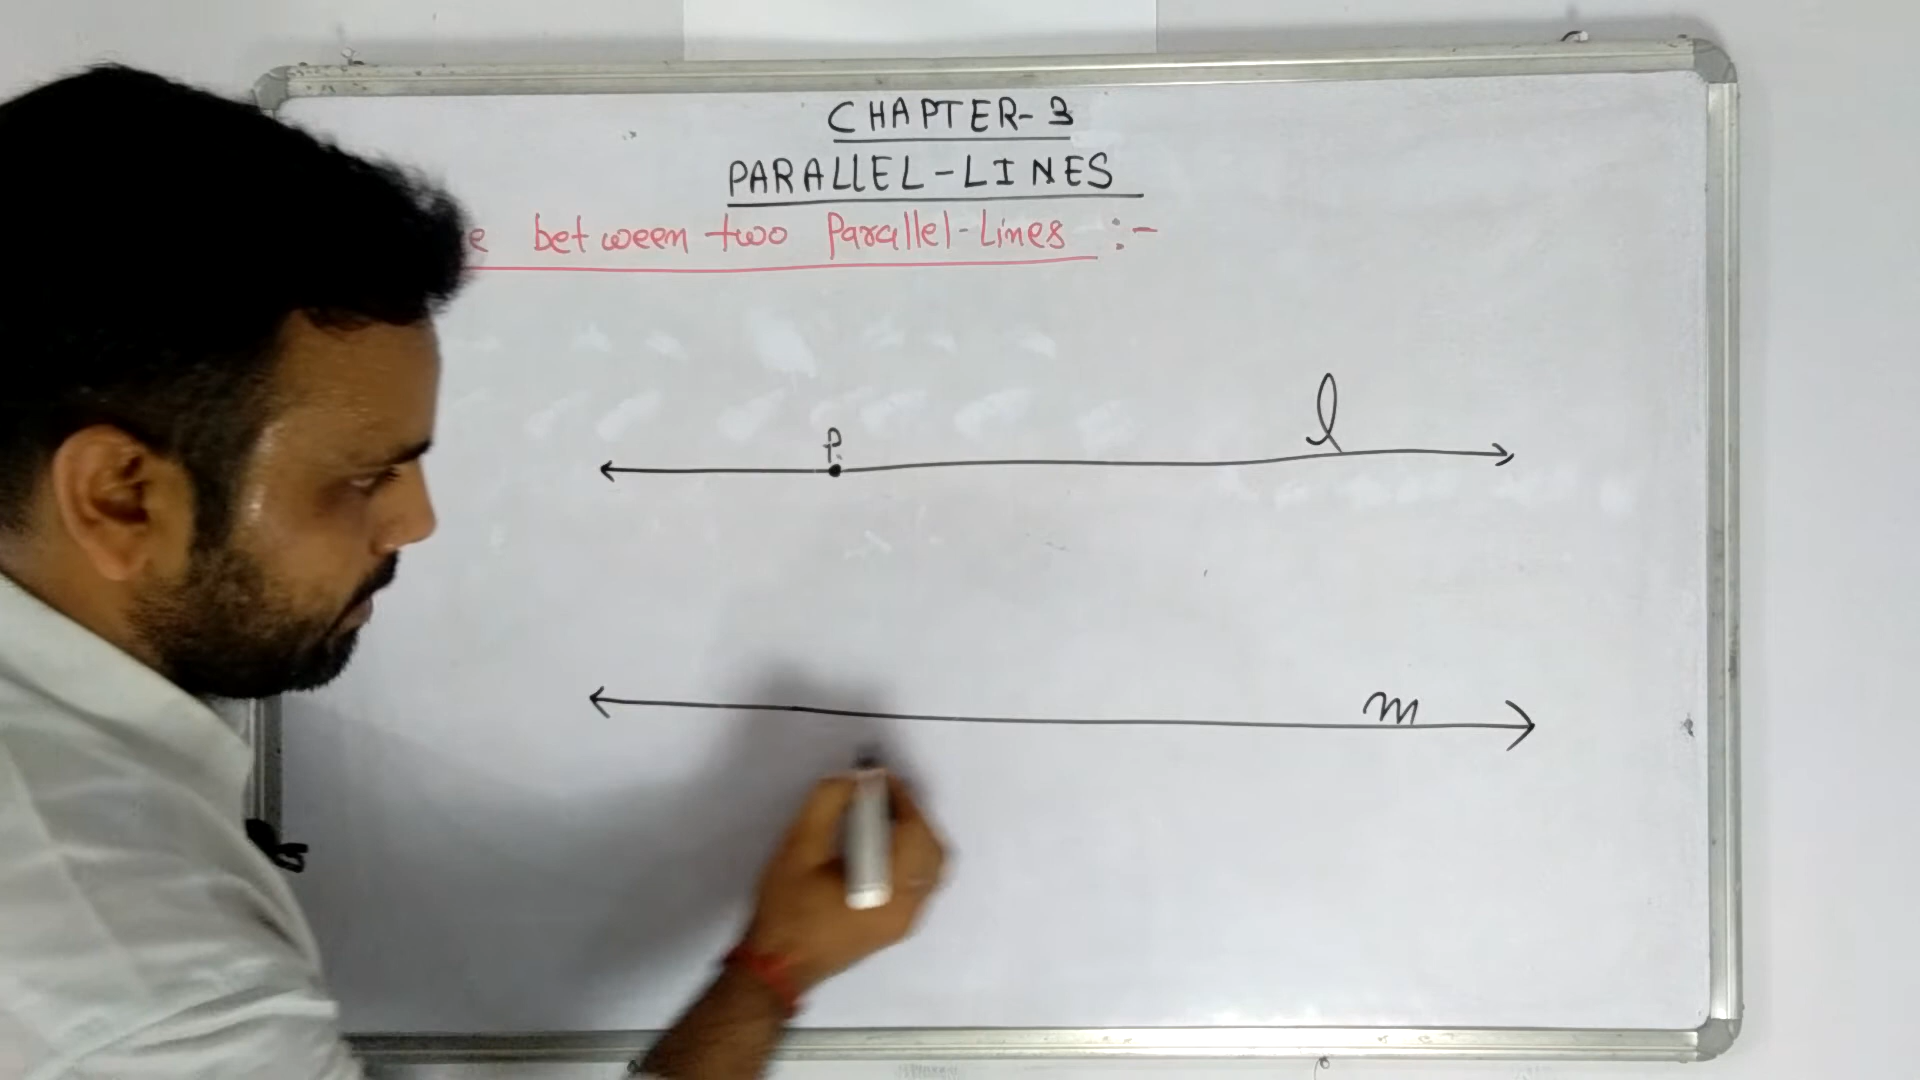 CHAPTER-3
PARALLEL-LINES
e between two Parallel-Lines :-
P.
l
m